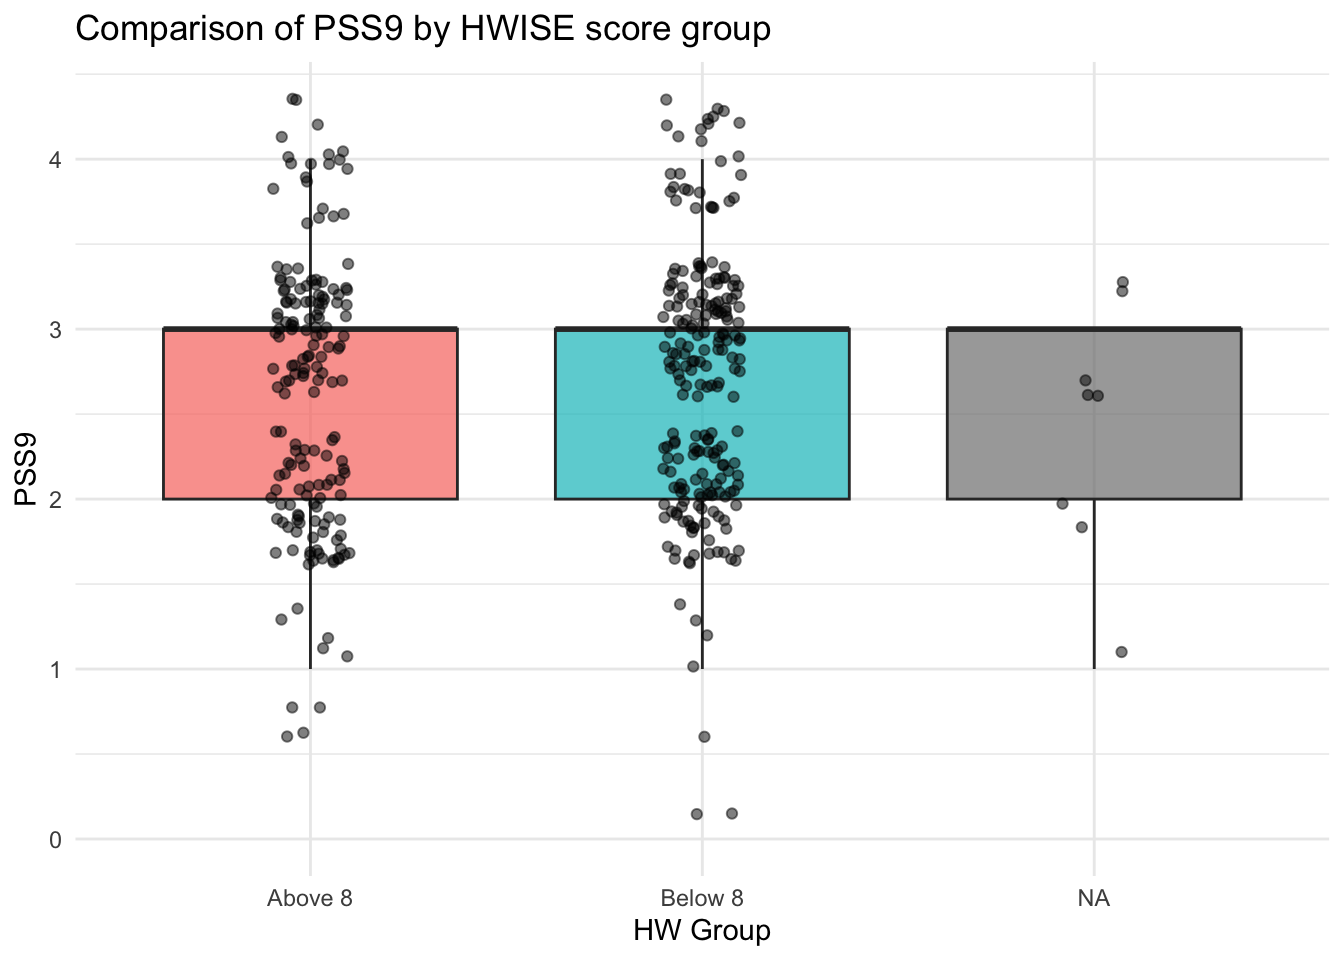 Comparison of PSS9 by HWISE score group
4
3
2
1
0
PSS9
Above 8
Below 8
NA
HW Group